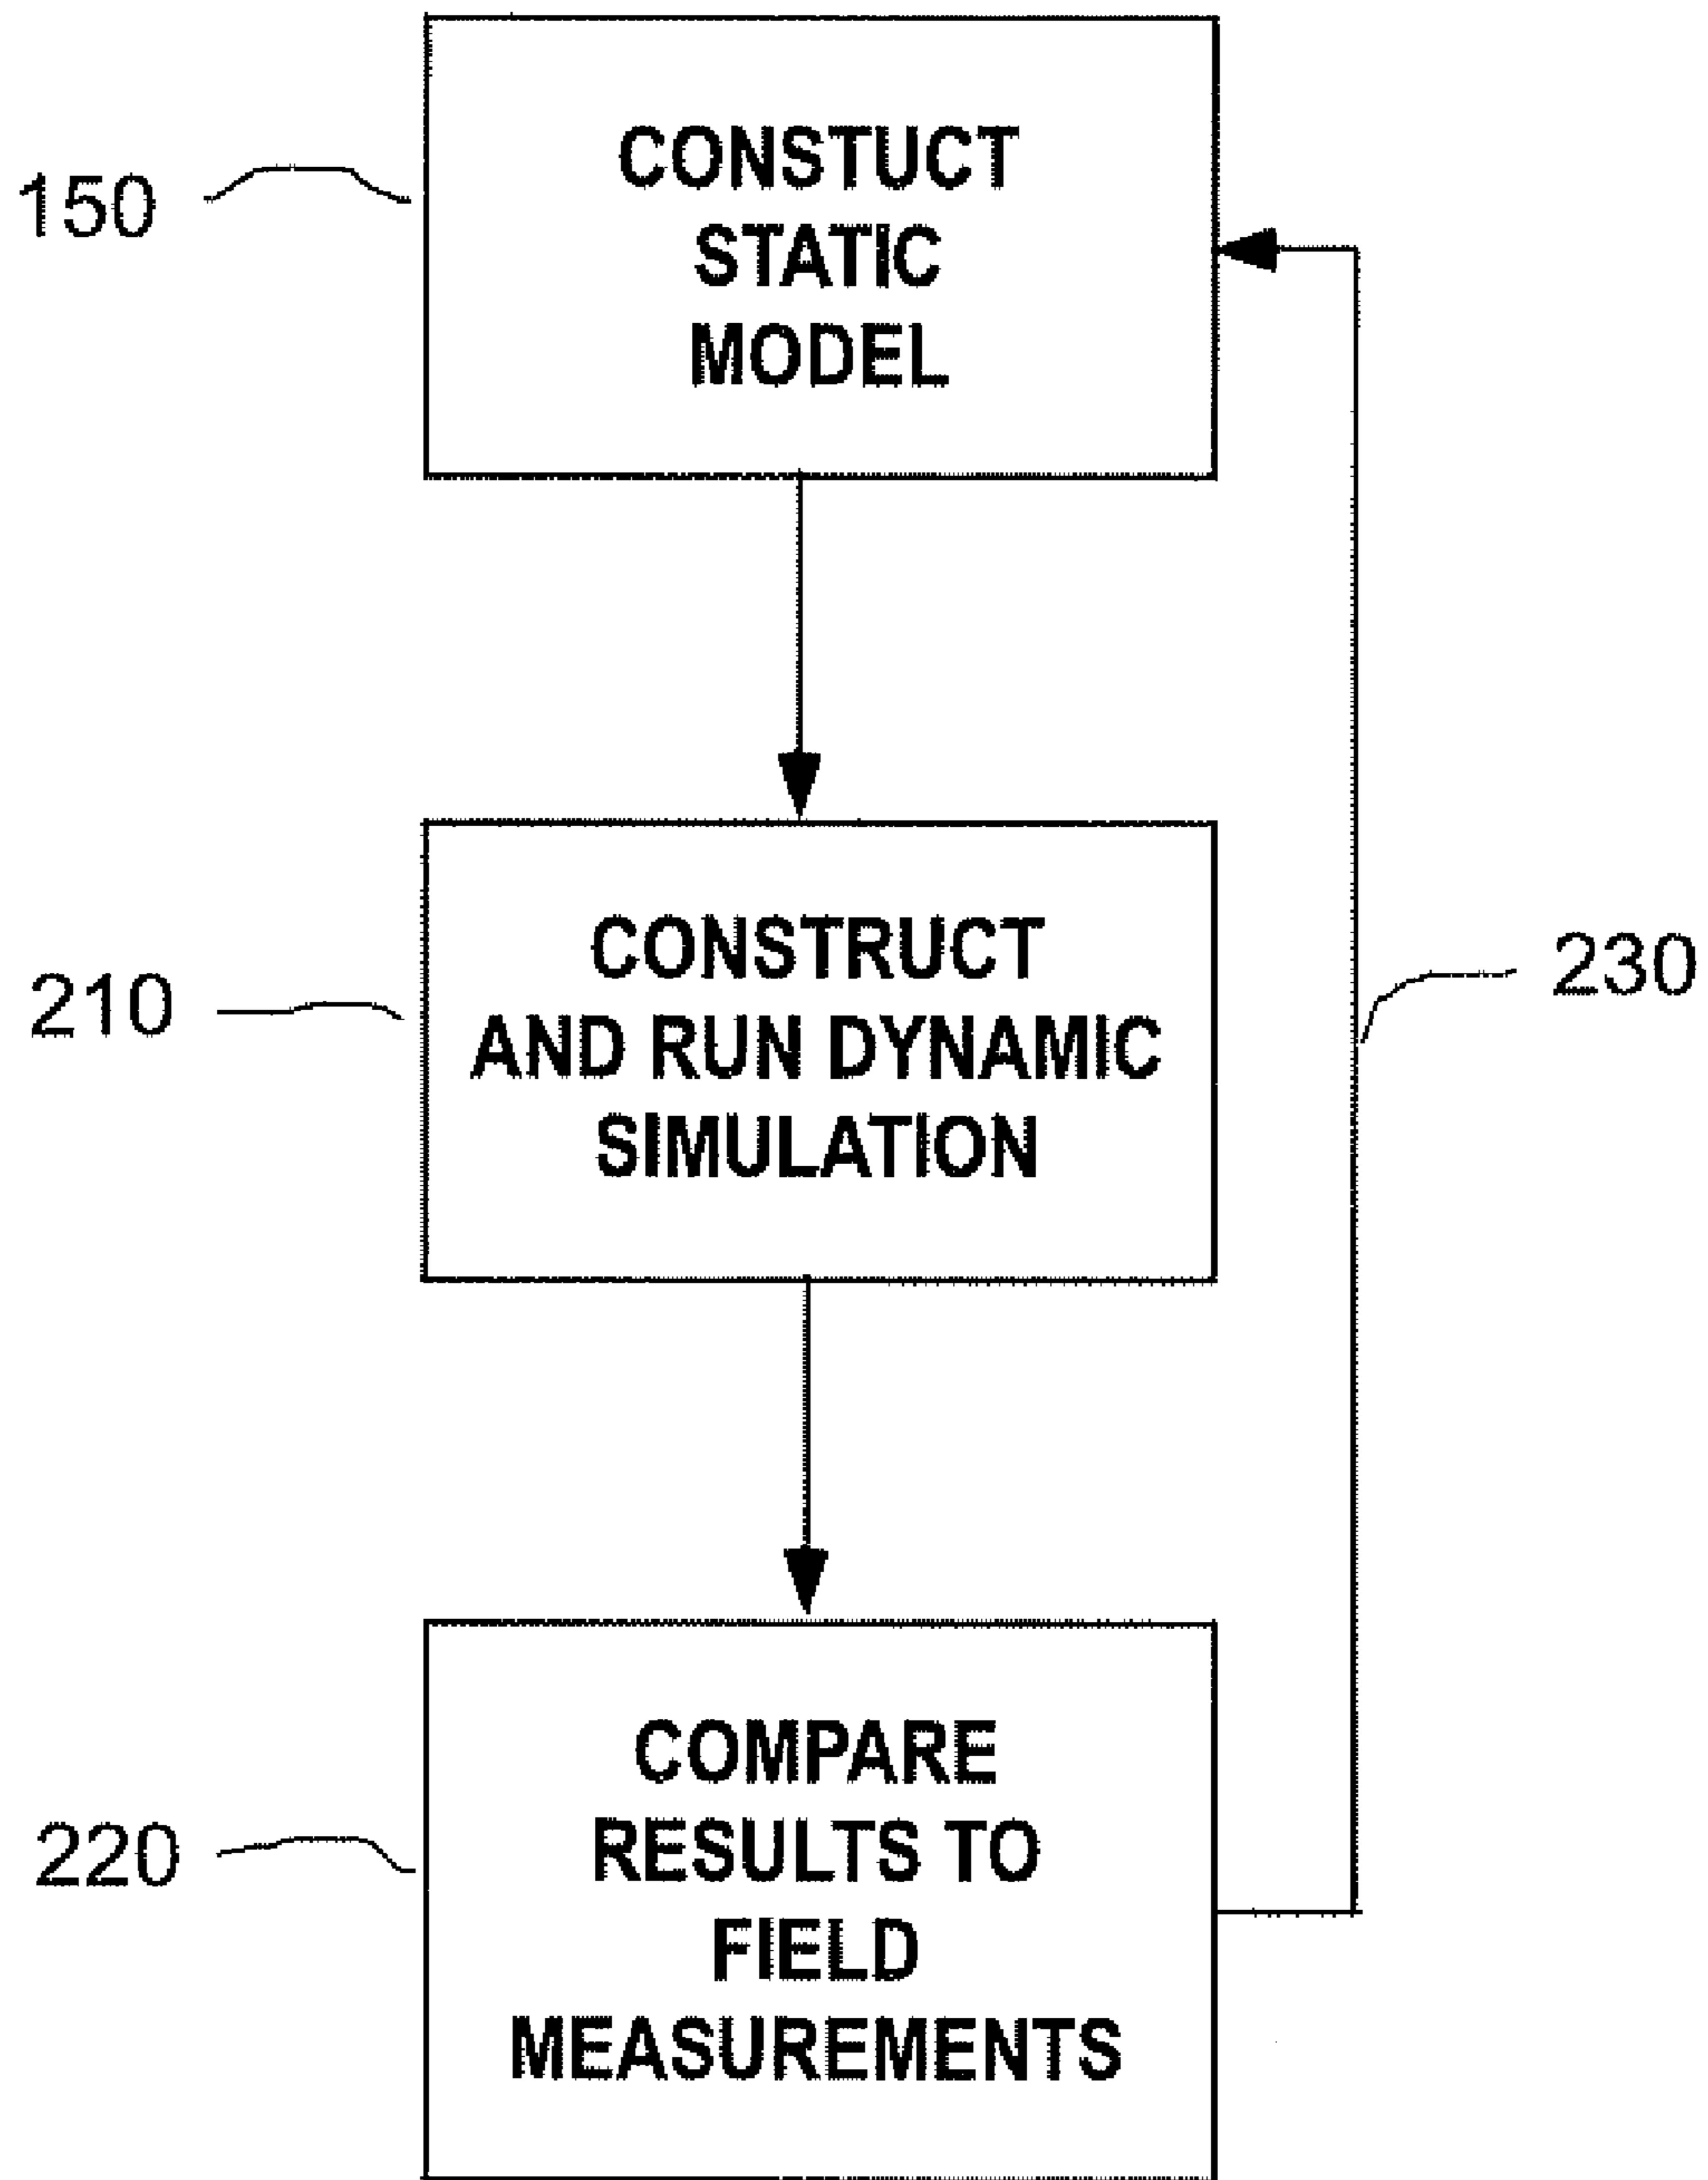 150
CONSTUCT
STATIC
MODEL
210
CONSTRUCT
AND RUN DYNAMIC
SIMULATION
230
220
COMPARE
RESULTS TO
FIELD
MEASUREMENTS